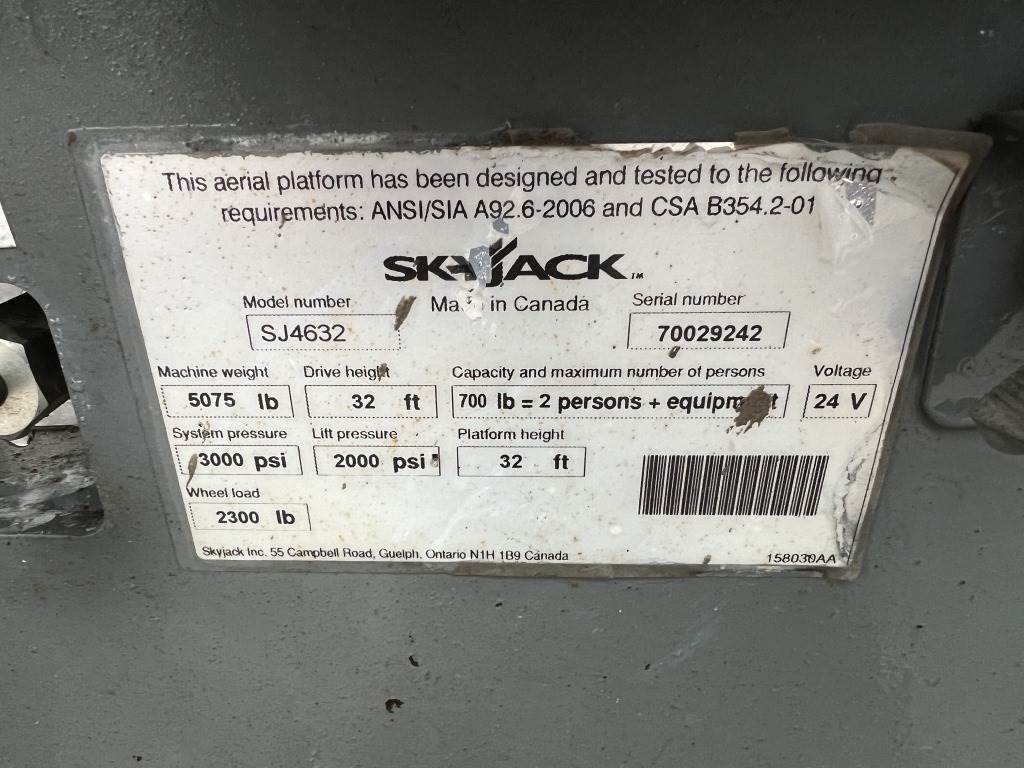 This aerial platform has been designed and tested to the following
requirements: ANSI/SIA A92.6-2006 and CSA B354.2-01
SKYJACK™
Made in Canada
Model number
SJ4632
Serial number
70029242
Machine weight
5075 lb
Drive height
32 ft
Capacity and maximum number of persons
700 lb = 2 persons + equipment
Voltage
24 V
System pressure
3000 psi
Lift pressure
2000 psi
Platform height
32 ft
Wheel load
2300 lb
Skyjack Inc. 55 Campbell Road, Guelph, Ontario N1H 1B9 Canada
158030AA